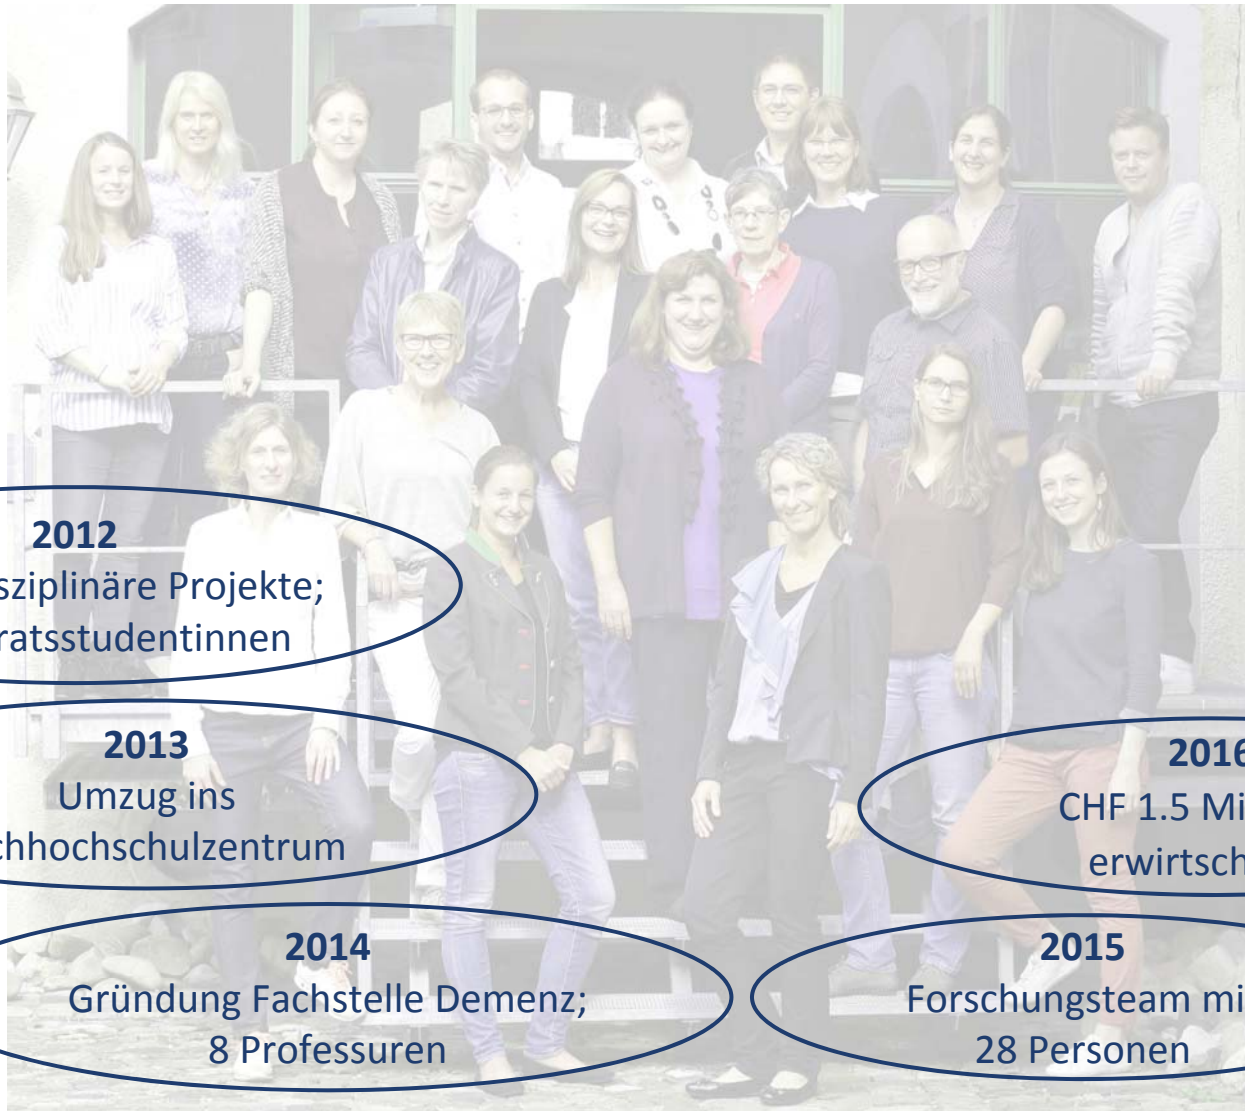 2012
sziplinäre Projekte;
ratsstudentinnen
2013
Umzug ins
chhochschulzentrum
2014
Gründung Fachstelle Demenz;
8 Professuren
2015
Forschungsteam mi
28 Personen
2016
CHF 1.5 Mi
erwirtsch